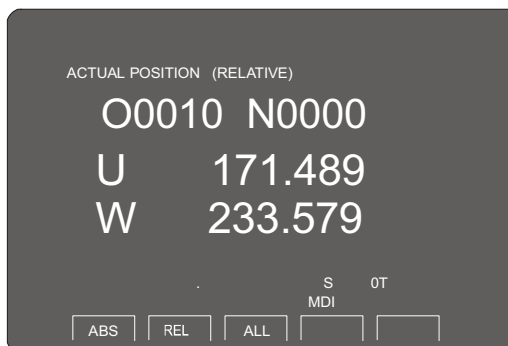 ACTUAL POSITION (RELATIVE)
O0010 N0000
U 171.489
W 233.579
. S 0T
MDI
ABS REL ALL